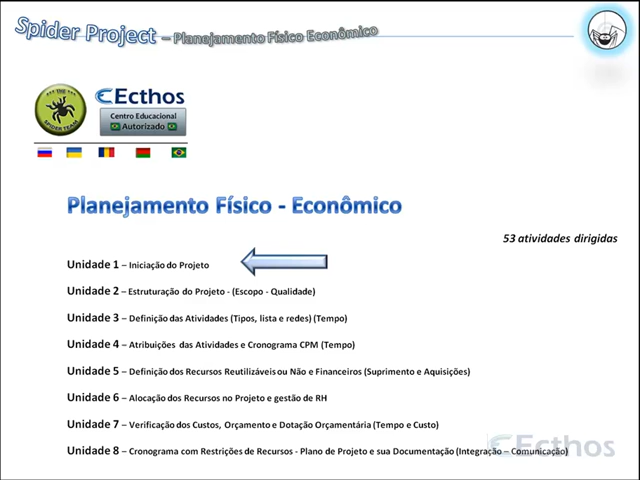 Spider Project – Planejamento Físico Econômico
THE
SPIDER TEAM
Ecthos
Centro Educacional
Autorizado
Planejamento Físico - Econômico
53 atividades dirigidas
Unidade 1 – Iniciação do Projeto
Unidade 2 – Estruturação do Projeto - (Escopo - Qualidade)
Unidade 3 – Definição das Atividades (Tipos, lista e redes) (Tempo)
Unidade 4 – Atribuições das Atividades e Cronograma CPM (Tempo)
Unidade 5 – Definição dos Recursos Reutilizáveis ou Não e Financeiros (Suprimento e Aquisições)
Unidade 6 – Alocação dos Recursos no Projeto e gestão de RH
Unidade 7 – Verificação dos Custos, Orçamento e Dotação Orçamentária (Tempo e Custo)
Unidade 8 – Cronograma com Restrições de Recursos - Plano de Projeto e sua Documentação (Integração – Comunicação)
Ecthos